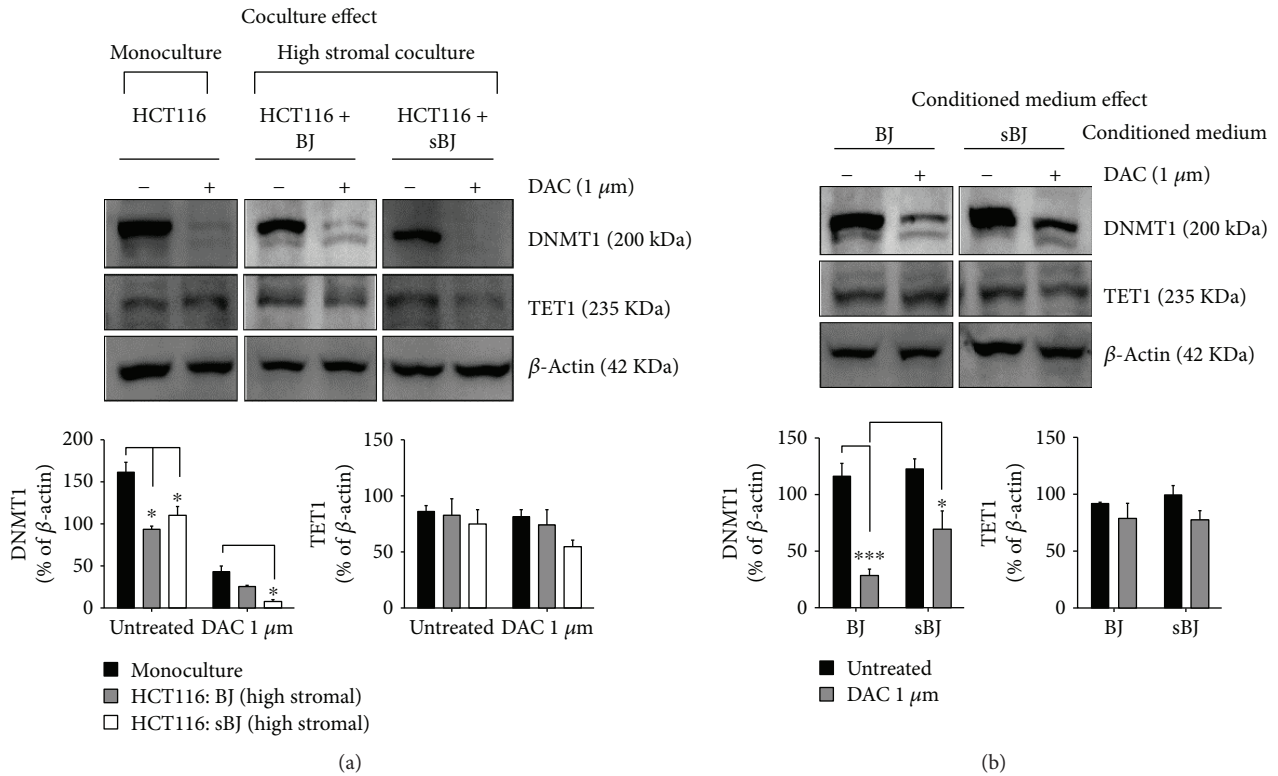 Coculture effect
Monoculture
High stromal coculture
HCT116
HCT116 +
BJ
HCT116 +
sBJ
− + − + − + DAC (1 μm)
DNMT1 (200 kDa)
TET1 (235 KDa)
β-Actin (42 KDa)
DNMT1
(% of β-actin)
200
150
100
50
0
* * *
Untreated DAC 1 μm
TET1
(% of β-actin)
150
100
50
0
Untreated DAC 1 μm
Monoculture
HCT116: BJ (high stromal)
HCT116: sBJ (high stromal)
(a)
Conditioned medium effect
BJ sBJ Conditioned medium
− + − + DAC (1 μm)
DNMT1 (200 kDa)
TET1 (235 KDa)
β-Actin (42 KDa)
DNMT1
(% of β-actin)
150
100
50
0
*** *
BJ sBJ
TET1
(% of β-actin)
150
100
50
0
BJ sBJ
Untreated
DAC 1 μm
(b)